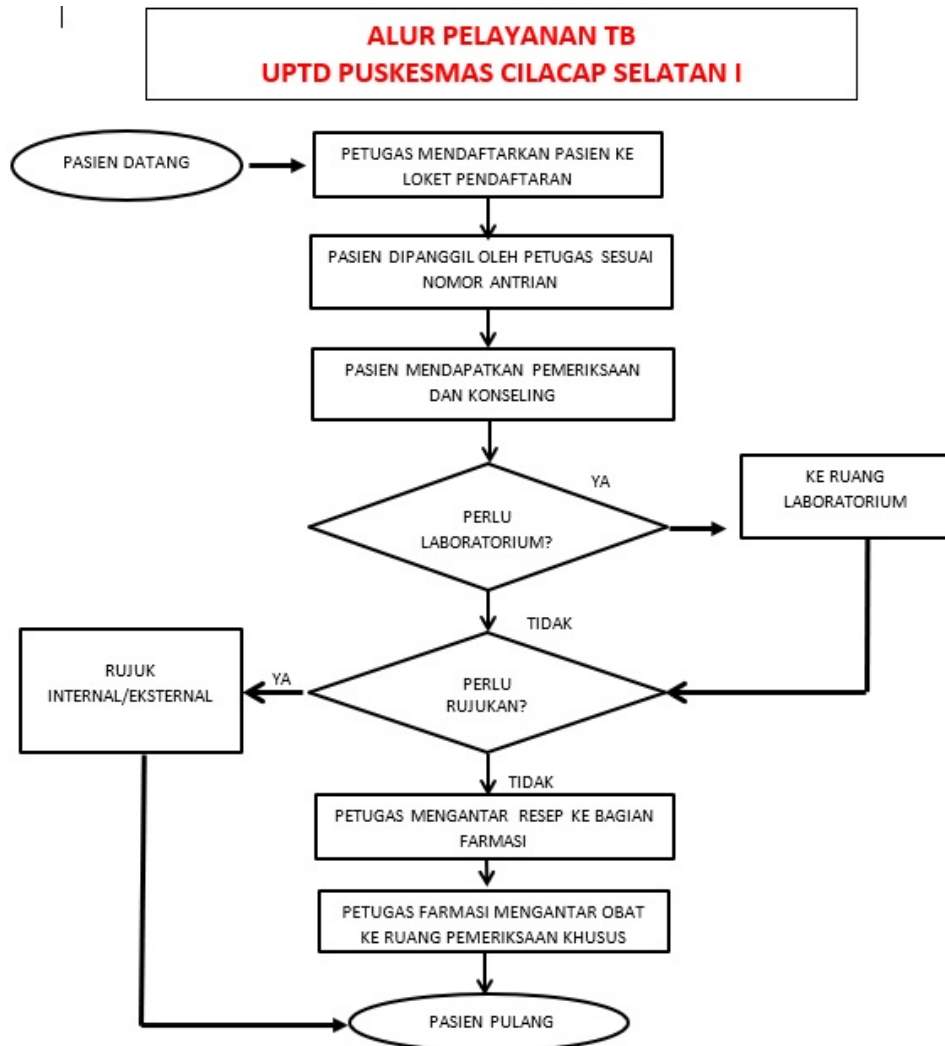 ALUR PELAYANAN TB
UPTD PUSKESMAS CILACAP SELATAN I
PASIEN DATANG
PETUGAS MENDAFTARKAN PASIEN KE
LOKET PENDAFTARAN
PASIEN DIPANGGIL OLEH PETUGAS SESUAI
NOMOR ANTRIAN
PASIEN MENDAPATKAN PEMERIKSAAN
DAN KONSELING
PERLU
LABORATORIUM?
YA
KE RUANG
LABORATORIUM
TIDAK
PERLU
RUJUKAN?
YA
RUJUK
INTERNAL/EKSTERNAL
TIDAK
PETUGAS MENGANTAR RESEP KE BAGIAN
FARMASI
PETUGAS FARMASI MENGANTAR OBAT
KE RUANG PEMERIKSAAN KHUSUS
PASIEN PULANG